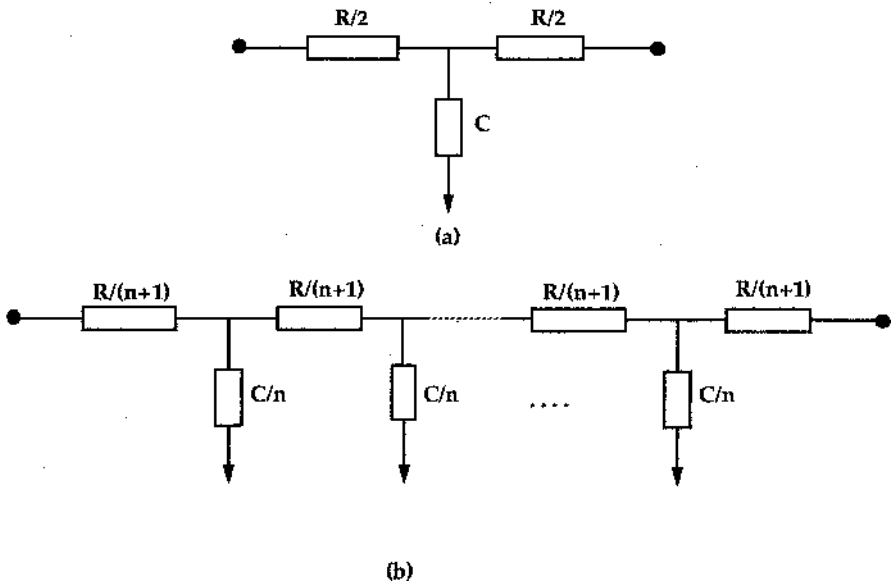 R/2 R/2
C
(a)
R/(n+1) R/(n+1) R/(n+1) R/(n+1)
C/n C/n .... C/n
(b)